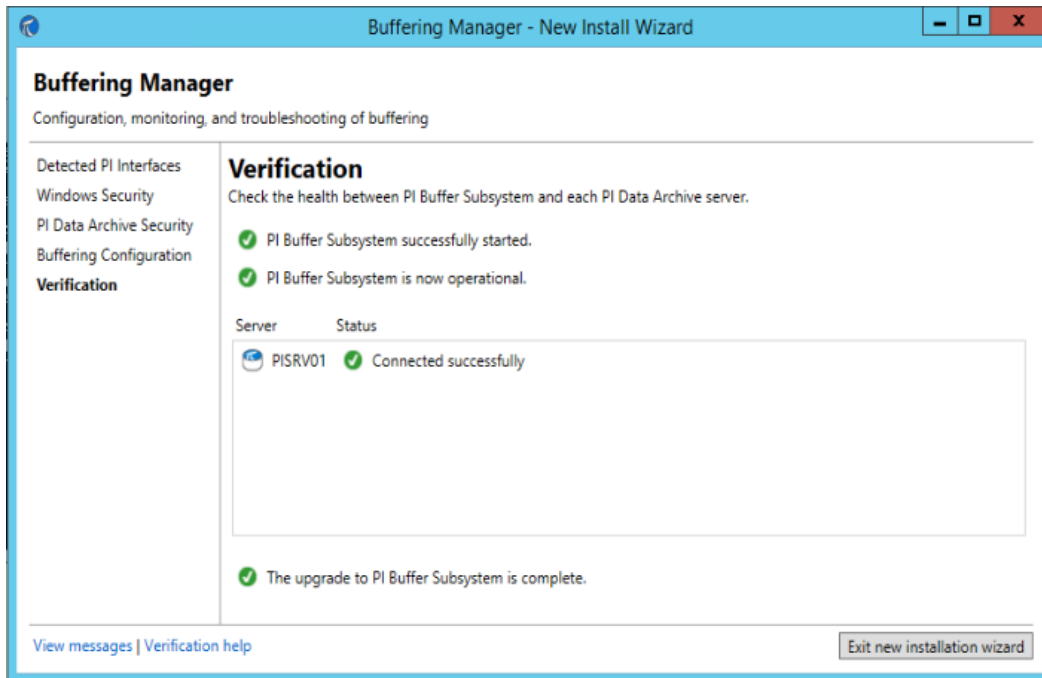 Buffering Manager - New Install Wizard
Buffering Manager
Configuration, monitoring, and troubleshooting of buffering
Detected PI Interfaces
Windows Security
PI Data Archive Security
Buffering Configuration
Verification
Verification
Check the health between PI Buffer Subsystem and each PI Data Archive server.
PI Buffer Subsystem successfully started.
PI Buffer Subsystem is now operational.
Server Status
PISRV01 Connected successfully
The upgrade to PI Buffer Subsystem is complete.
View messages | Verification help
Exit new installation wizard